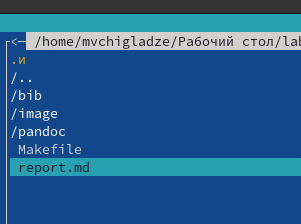 <— /home/mvchigladze/Рабочий стол/lab
.и
/..
/bib
/image
/pandoc
Makefile
report.md